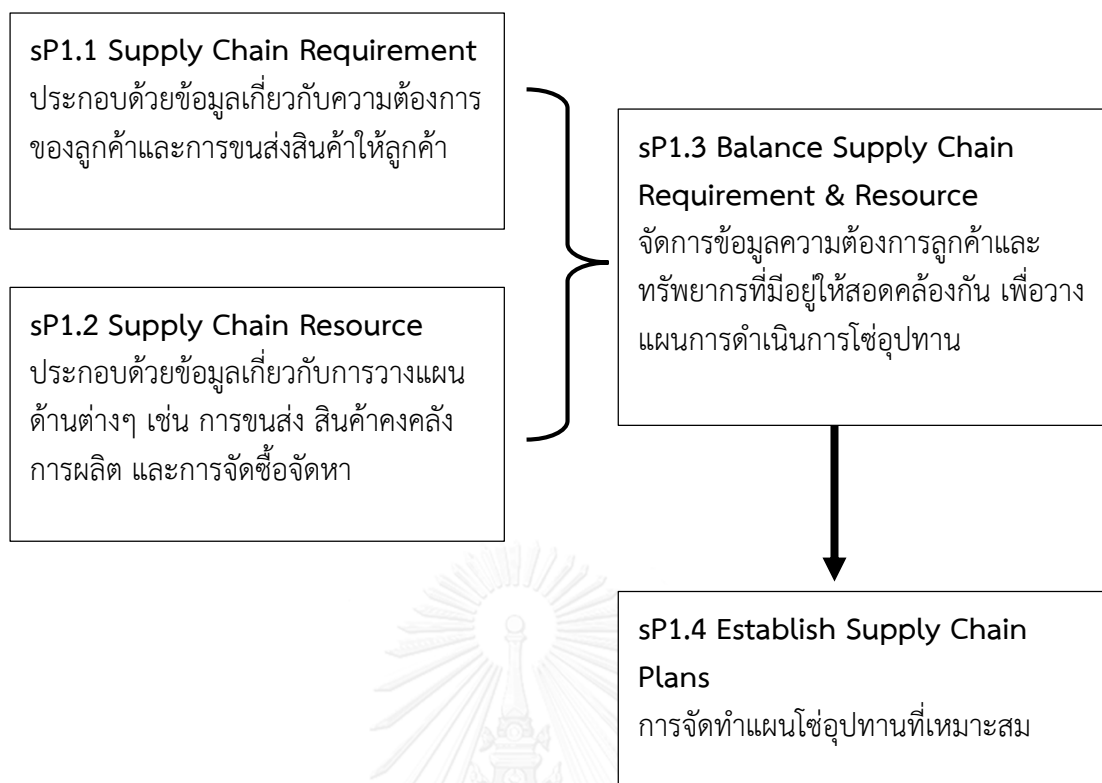 sP1.1 Supply Chain Requirement
ประกอบด้วยข้อมูลเกี่ยวกับความต้องการ
ของลูกค้าและการขนส่งสินค้าให้ลูกค้า
sP1.2 Supply Chain Resource
ประกอบด้วยข้อมูลเกี่ยวกับการวางแผน
ด้านต่างๆ เช่น การขนส่ง สินค้าคงคลัง
การผลิต และการจัดซื้อจัดหา
sP1.3 Balance Supply Chain
Requirement & Resource
จัดการข้อมูลความต้องการลูกค้าและ
ทรัพยากรที่มีอยู่ให้สอดคล้องกัน เพื่อวาง
แผนการดำเนินการโซ่อุปทาน
sP1.4 Establish Supply Chain
Plans
การจัดทำแผนโซ่อุปทานที่เหมาะสม